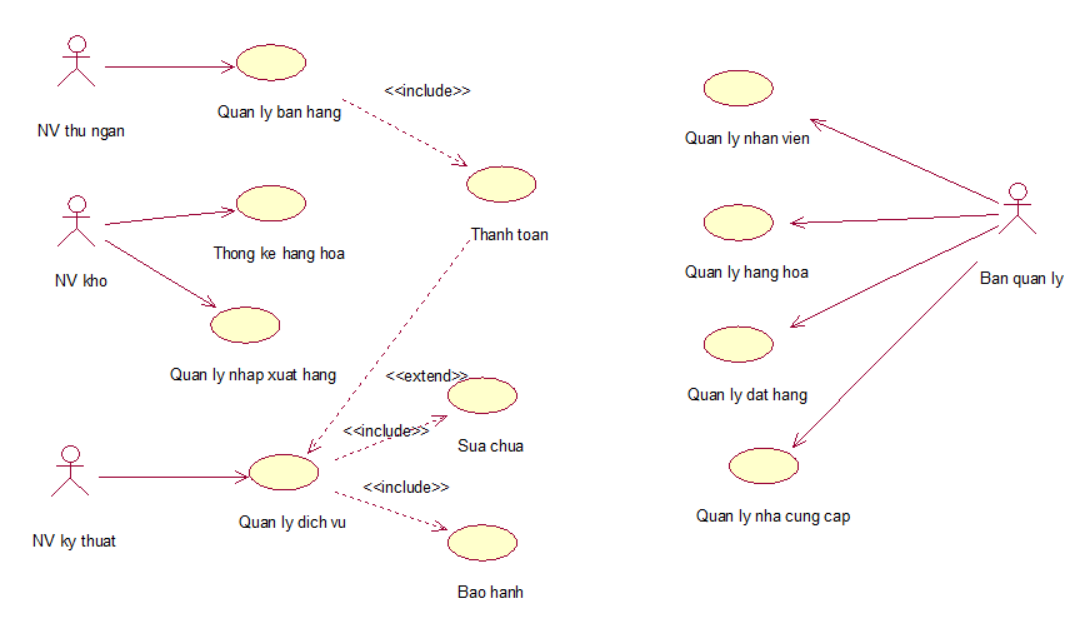 <<include>>
Quan ly ban hang
NV thu ngan
Quan ly nhan vien
Thanh toan
Thong ke hang hoa
NV kho
Quan ly hang hoa
Ban quan ly
Quan ly nhap xuat hang
<<extend>>
Quan ly dat hang
<<include>>
Sua chua
<<include>>
Quan ly dich vu
Quan ly nha cung cap
NV ky thuat
Bao hanh